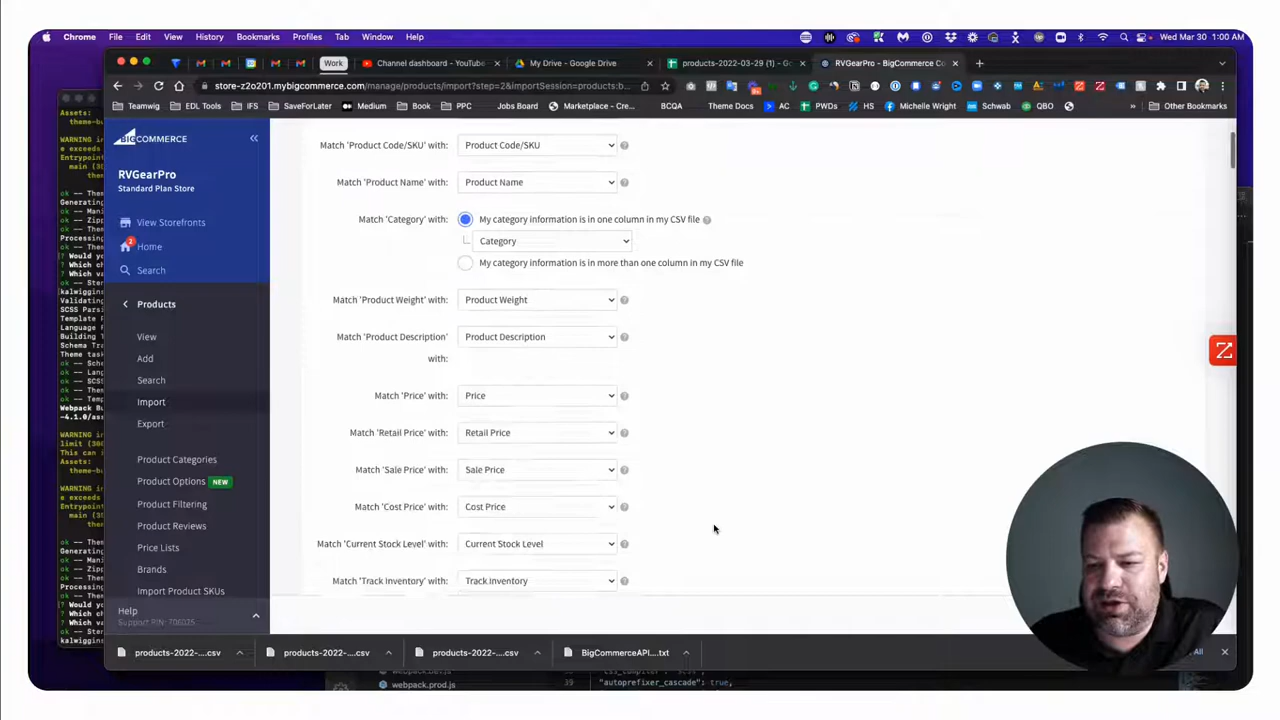 Chrome File Edit View History Bookmarks Profiles Tab Window Help Wed Mar 30 1:00 AM
Work Channel dashboard - YouTube My Drive - Google Drive products-2022-03-29 (1) - Go RVGearPro - BigCommerce Co
store-z2o201.mybigcommerce.com/manage/products/import?step=2&importSession=products:b...
Teamwig EDL Tools IFS SaveForLater Medium Book PPC Jobs Board Marketplace - Cre... BCQA Theme Docs AC PWDs HS Michelle Wright Schwab QBO » Other Bookmarks
BIGCOMMERCE
RVGearPro
Standard Plan Store
View Storefronts
2
Home
Search
Products
View
Add
Search
Import
Export
Product Categories
Product Options NEW
Product Filtering
Product Reviews
Price Lists
Brands
Import Product SKUs
Help
Support PIN: 706075
Match 'Product Code/SKU' with: Product Code/SKU
Match 'Product Name' with: Product Name
Match 'Category' with: My category information is in one column in my CSV file
Category
My category information is in more than one column in my CSV file
Match 'Product Weight' with: Product Weight
Match 'Product Description' Product Description
with:
Match 'Price' with: Price
Match 'Retail Price' with: Retail Price
Match 'Sale Price' with: Sale Price
Match 'Cost Price' with: Cost Price
Match 'Current Stock Level' with: Current Stock Level
Match 'Track Inventory' with: Track Inventory
products-2022-....csv products-2022-....csv products-2022-....csv BigCommerceAPI....txt All
webpack.prod.js 39 "autoprefixer_cascade": true,